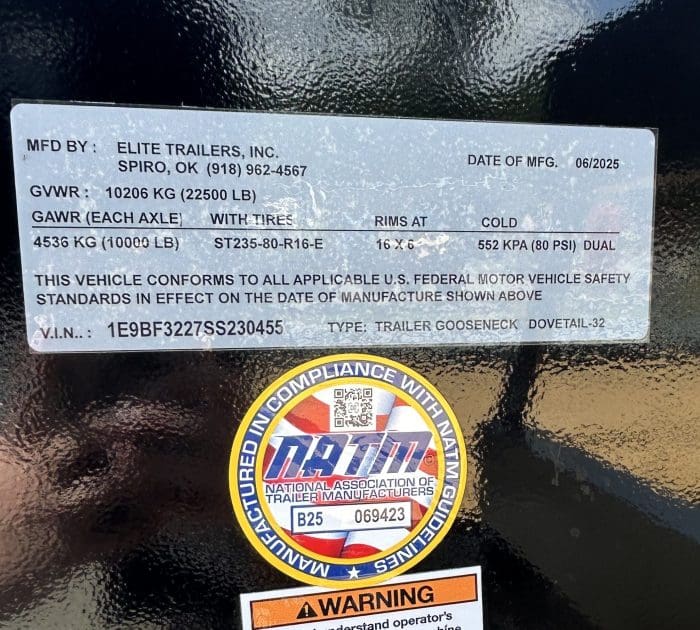 MFD BY : ELITE TRAILERS, INC.
SPIRO, OK (918) 962-4567
DATE OF MFG. 06/2025
GVWR : 10206 KG (22500 LB)
GAWR (EACH AXLE) WITH TIRES RIMS AT COLD
4536 KG (10000 LB) ST235-80-R16-E 16 X 6 552 KPA (80 PSI) DUAL
THIS VEHICLE CONFORMS TO ALL APPLICABLE U.S. FEDERAL MOTOR VEHICLE SAFETY
STANDARDS IN EFFECT ON THE DATE OF MANUFACTURE SHOWN ABOVE
V.I.N.. : 1E9BF3227SS230455 TYPE: TRAILER GOOSENECK DOVETAIL-32
MANUFACTURED IN COMPLIANCE WITH NATM GUIDELINES
NATM
NATIONAL ASSOCIATION OF
TRAILER MANUFACTURERS
B25 069423
WARNING
operator's